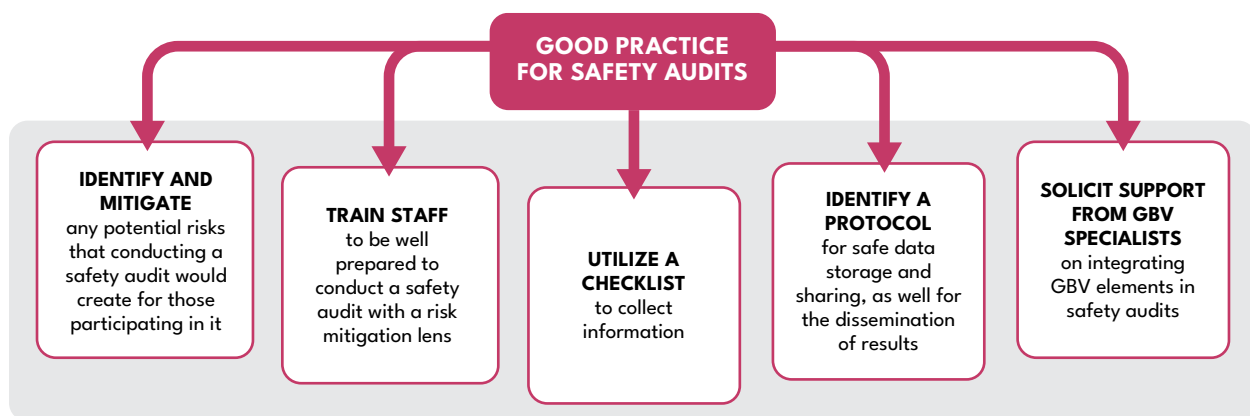 GOOD PRACTICE
FOR SAFETY AUDITS
IDENTIFY AND
MITIGATE
any potential risks
that conducting a
safety audit would
create for those
participating in it
TRAIN STAFF
to be well
prepared to
conduct a safety
audit with a risk
mitigation lens
UTILIZE A
CHECKLIST
to collect
information
IDENTIFY A
PROTOCOL
for safe data
storage and
sharing, as well for
the dissemination
of results
SOLICIT SUPPORT
FROM GBV
SPECIALISTS
on integrating
GBV elements in
safety audits